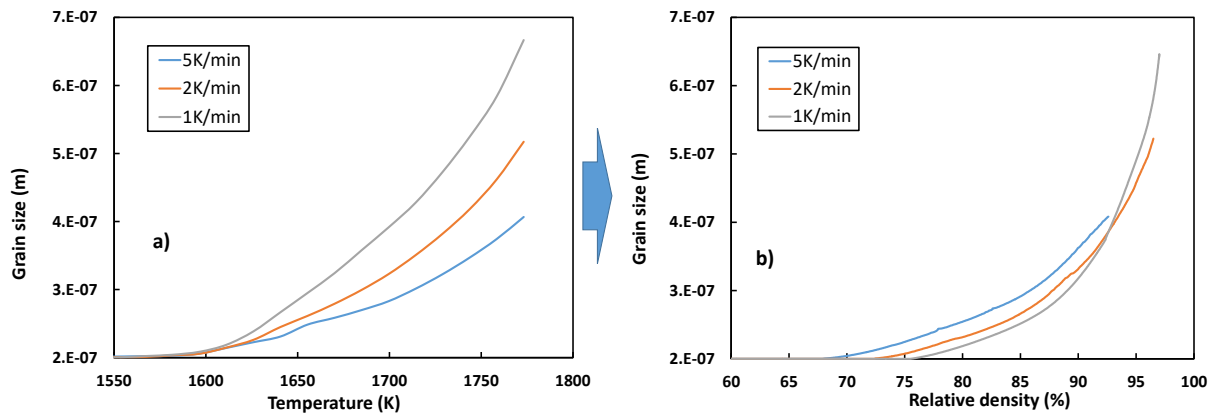 7.E-07
6.E-07
5.E-07
4.E-07
3.E-07
2.E-07
Grain size (m)
5K/min
2K/min
1K/min
a)
1550 1600 1650 1700 1750 1800
Temperature (K)
7.E-07
6.E-07
5.E-07
4.E-07
3.E-07
2.E-07
Grain size (m)
5K/min
2K/min
1K/min
b)
60 65 70 75 80 85 90 95 100
Relative density (%)